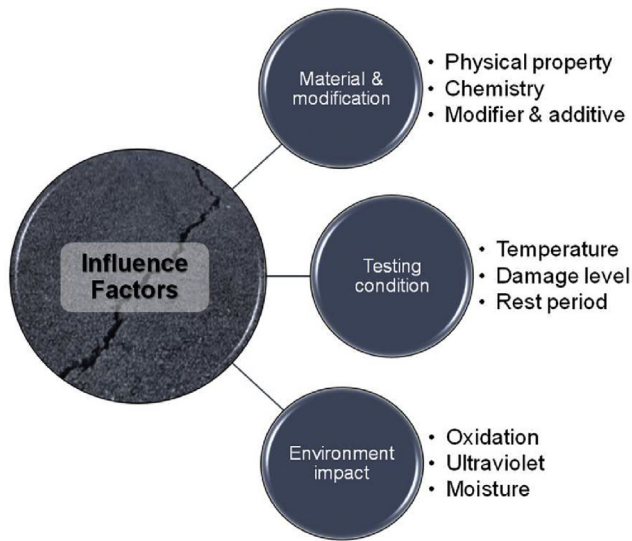 Influence
Factors
Material &
modification
• Physical property
• Chemistry
• Modifier & additive
Testing
condition
• Temperature
• Damage level
• Rest period
Environment
impact
• Oxidation
• Ultraviolet
• Moisture